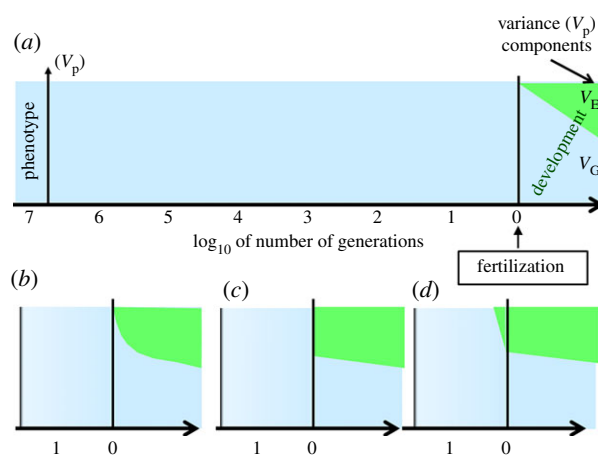 (a)
variance (Vp)
components
(Vp)
phenotype
development
VE
VG
7 6 5 4 3 2 1 0
log10 of number of generations
fertilization
(b) (c) (d)
1 0 1 0 1 0